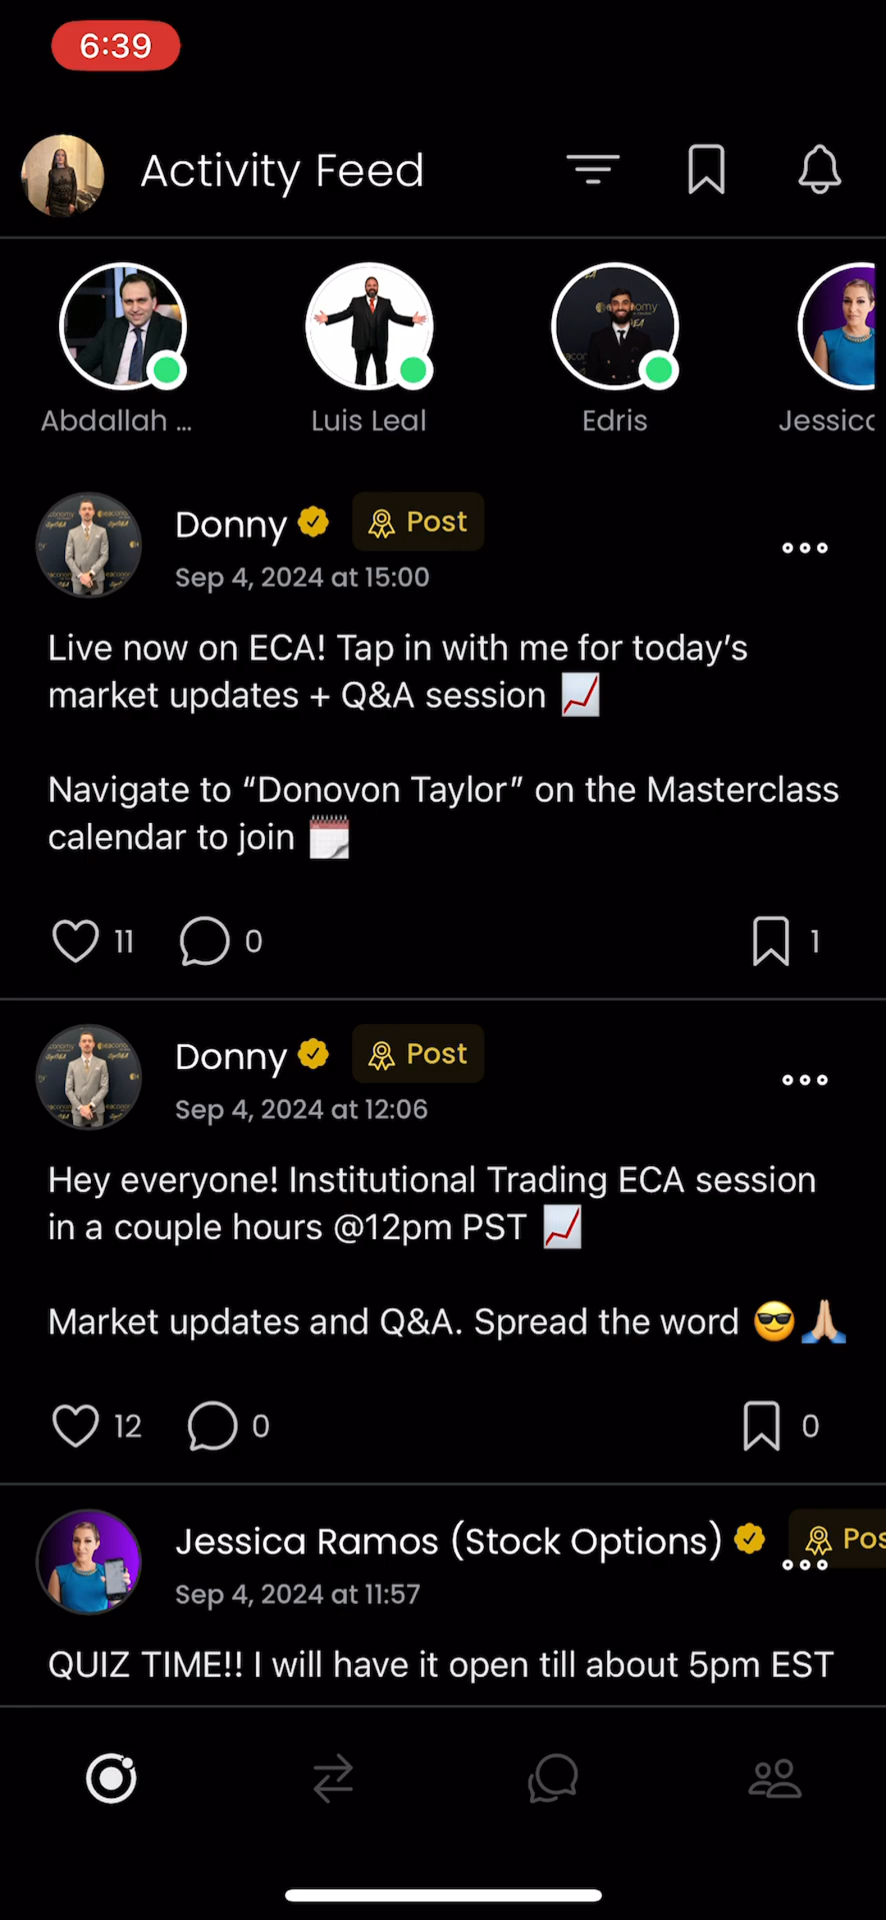 6:39
Activity Feed
Abdallah ...
Luis Leal
Edris
Jessic
Donny Post
Sep 4, 2024 at 15:00
Live now on ECA! Tap in with me for today’s
market updates + Q&A session 📈
Navigate to “Donovon Taylor” on the Masterclass
calendar to join 🗓️
11 0 1
Donny Post
Sep 4, 2024 at 12:06
Hey everyone! Institutional Trading ECA session
in a couple hours @12pm PST 📈
Market updates and Q&A. Spread the word 😎🙏🏼
12 0 0
Jessica Ramos (Stock Options) Pos
Sep 4, 2024 at 11:57
QUIZ TIME!! I will have it open till about 5pm EST